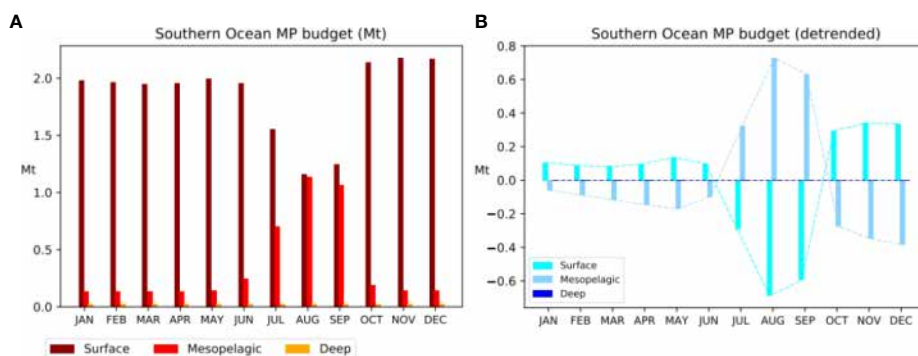 A
Southern Ocean MP budget (Mt)
2.0
1.5
Mt
1.0
0.5
0.0
JAN FEB MAR APR MAY JUN JUL AUG SEP OCT NOV DEC
Surface Mesopelagic Deep
B
Southern Ocean MP budget (detrended)
0.8
0.6
0.4
0.2
Mt
0.0
−0.2
−0.4
−0.6
Surface
Mesopelagic
Deep
JAN FEB MAR APR MAY JUN JUL AUG SEP OCT NOV DEC